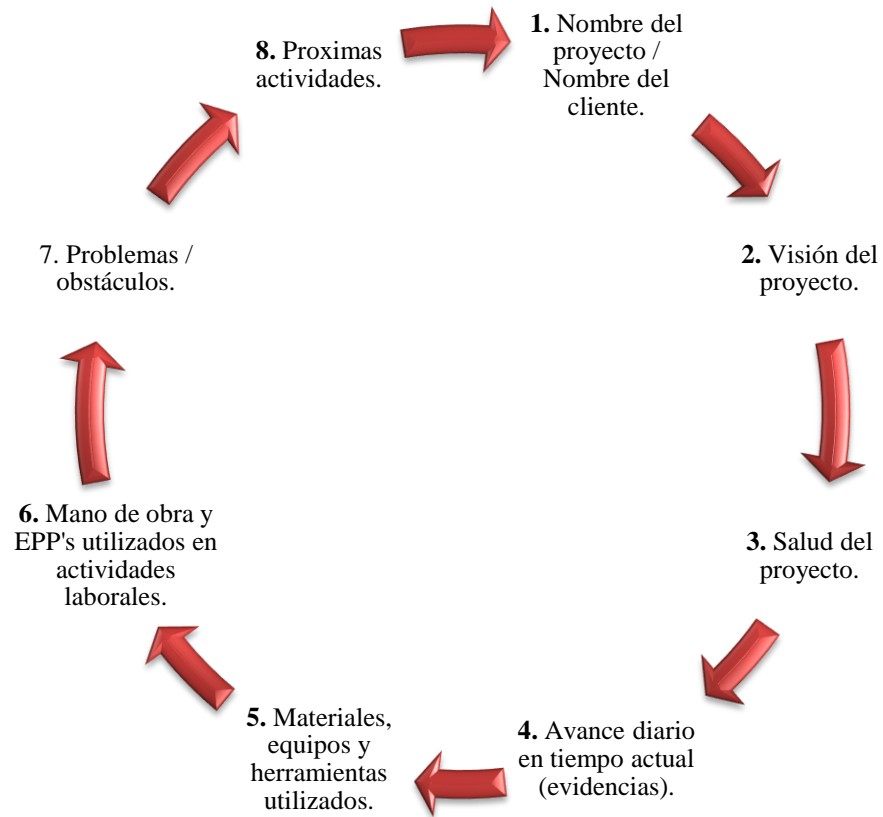 1. Nombre del
proyecto /
Nombre del
cliente.
2. Visión del
proyecto.
3. Salud del
proyecto.
4. Avance diario
en tiempo actual
(evidencias).
5. Materiales,
equipos y
herramientas
utilizados.
6. Mano de obra y
EPP's utilizados en
actividades
laborales.
7. Problemas /
obstáculos.
8. Proximas
actividades.